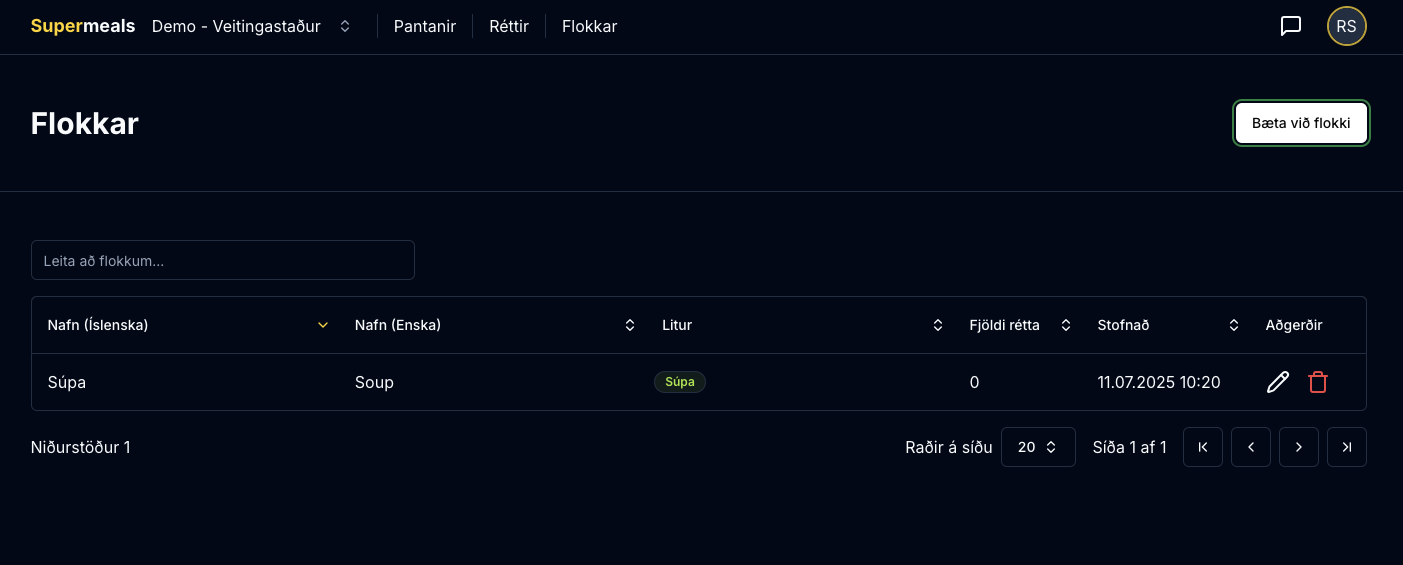 Supermeals Demo - Veitingastaður Pantanir Réttir Flokkar RS
Flokkar Bæta við flokki
Leita að flokkum...
Nafn (Íslenska) Nafn (Enska) Litur Fjöldi rétta Stofnað Aðgerðir
Súpa Soup Súpa 0 11.07.2025 10:20
Niðurstöður 1 Raðir á síðu 20 Síða 1 af 1